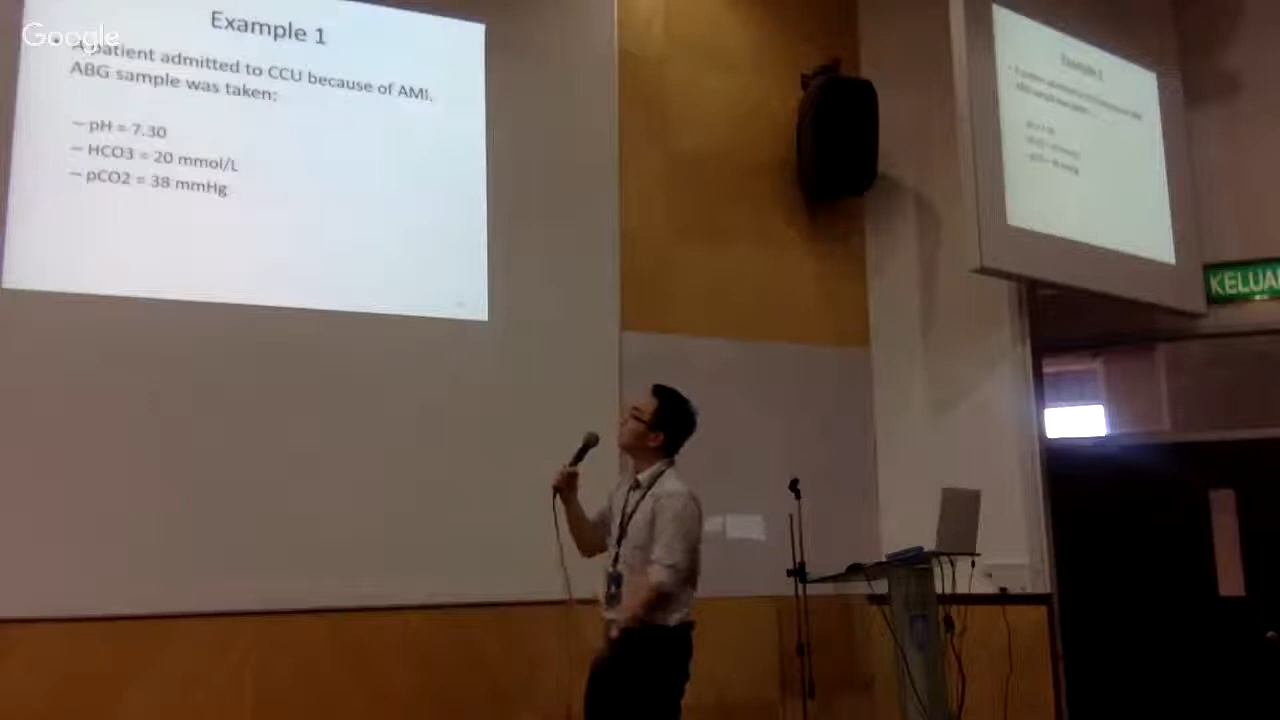 Google
Example 1
• A patient admitted to CCU because of AMI.
ABG sample was taken:
– pH = 7.30
– HCO3 = 20 mmol/L
– pCO2 = 38 mmHg
Example 1
KELUA